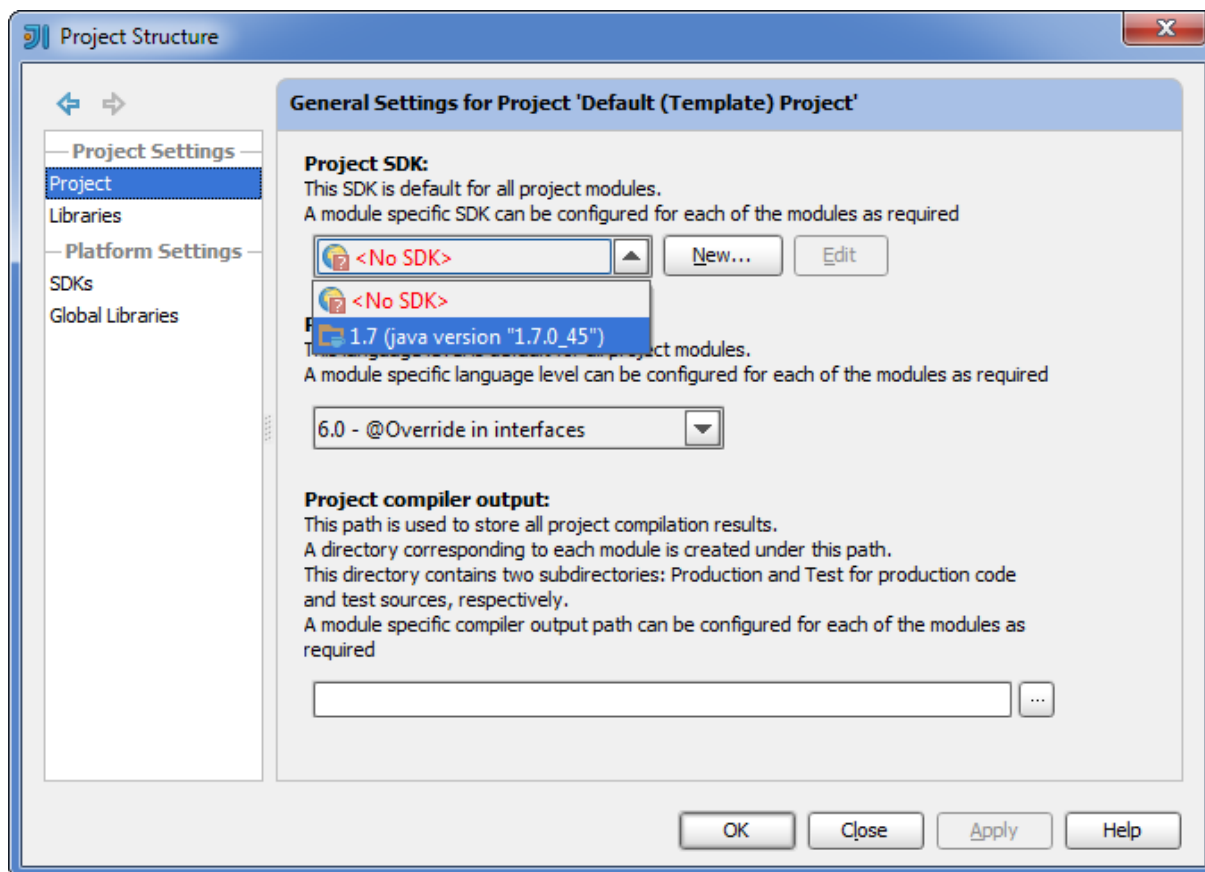 Project Structure
General Settings for Project 'Default (Template) Project'
Project Settings
Project
Libraries
Platform Settings
SDKs
Global Libraries
Project SDK:
This SDK is default for all project modules.
A module specific SDK can be configured for each of the modules as required
<No SDK>
New...
Edit
<No SDK>
1.7 (java version "1.7.0_45")
project modules.
A module specific language level can be configured for each of the modules as required
6.0 - @Override in interfaces
Project compiler output:
This path is used to store all project compilation results.
A directory corresponding to each module is created under this path.
This directory contains two subdirectories: Production and Test for production code
and test sources, respectively.
A module specific compiler output path can be configured for each of the modules as
required
...
OK
Close
Apply
Help